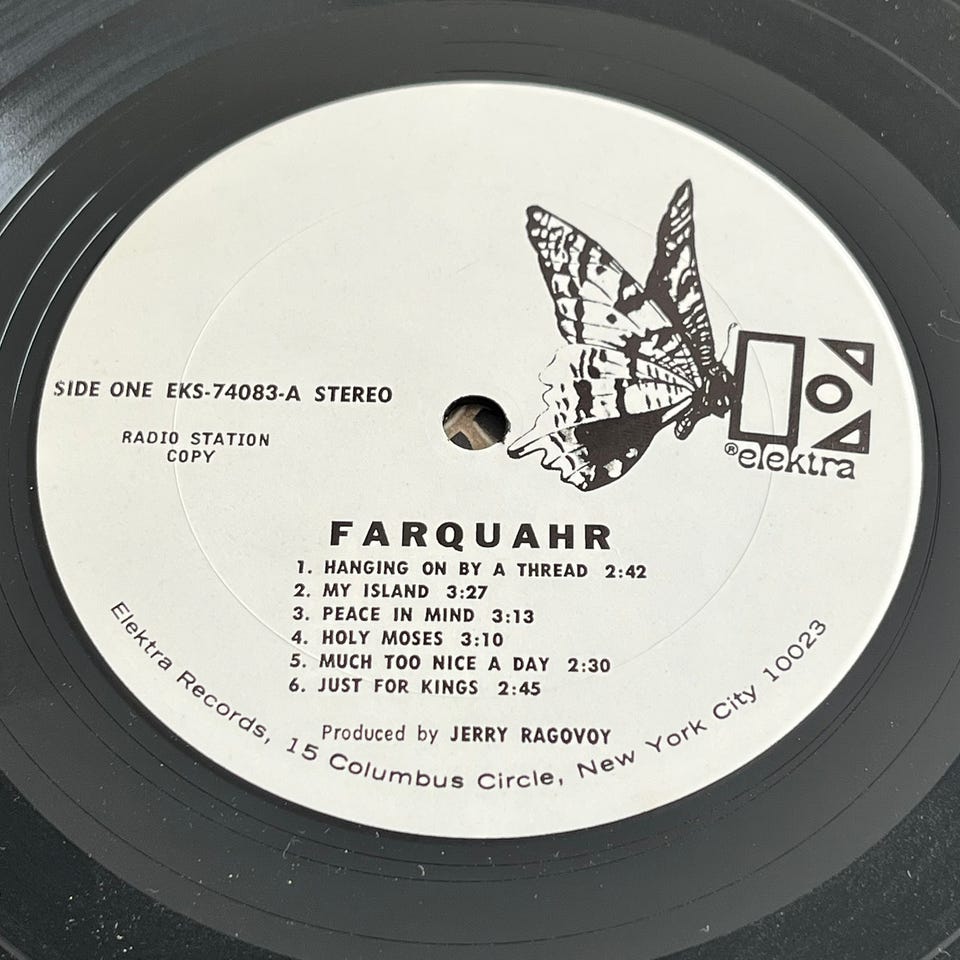 SIDE ONE EKS-74083-A STEREO
RADIO STATION
COPY
®elektra
FARQUAHR
1. HANGING ON BY A THREAD 2:42
2. MY ISLAND 3:27
3. PEACE IN MIND 3:13
4. HOLY MOSES 3:10
5. MUCH TOO NICE A DAY 2:30
6. JUST FOR KINGS 2:45
Produced by JERRY RAGOVOY
Elektra Records, 15 Columbus Circle, New York City 10023